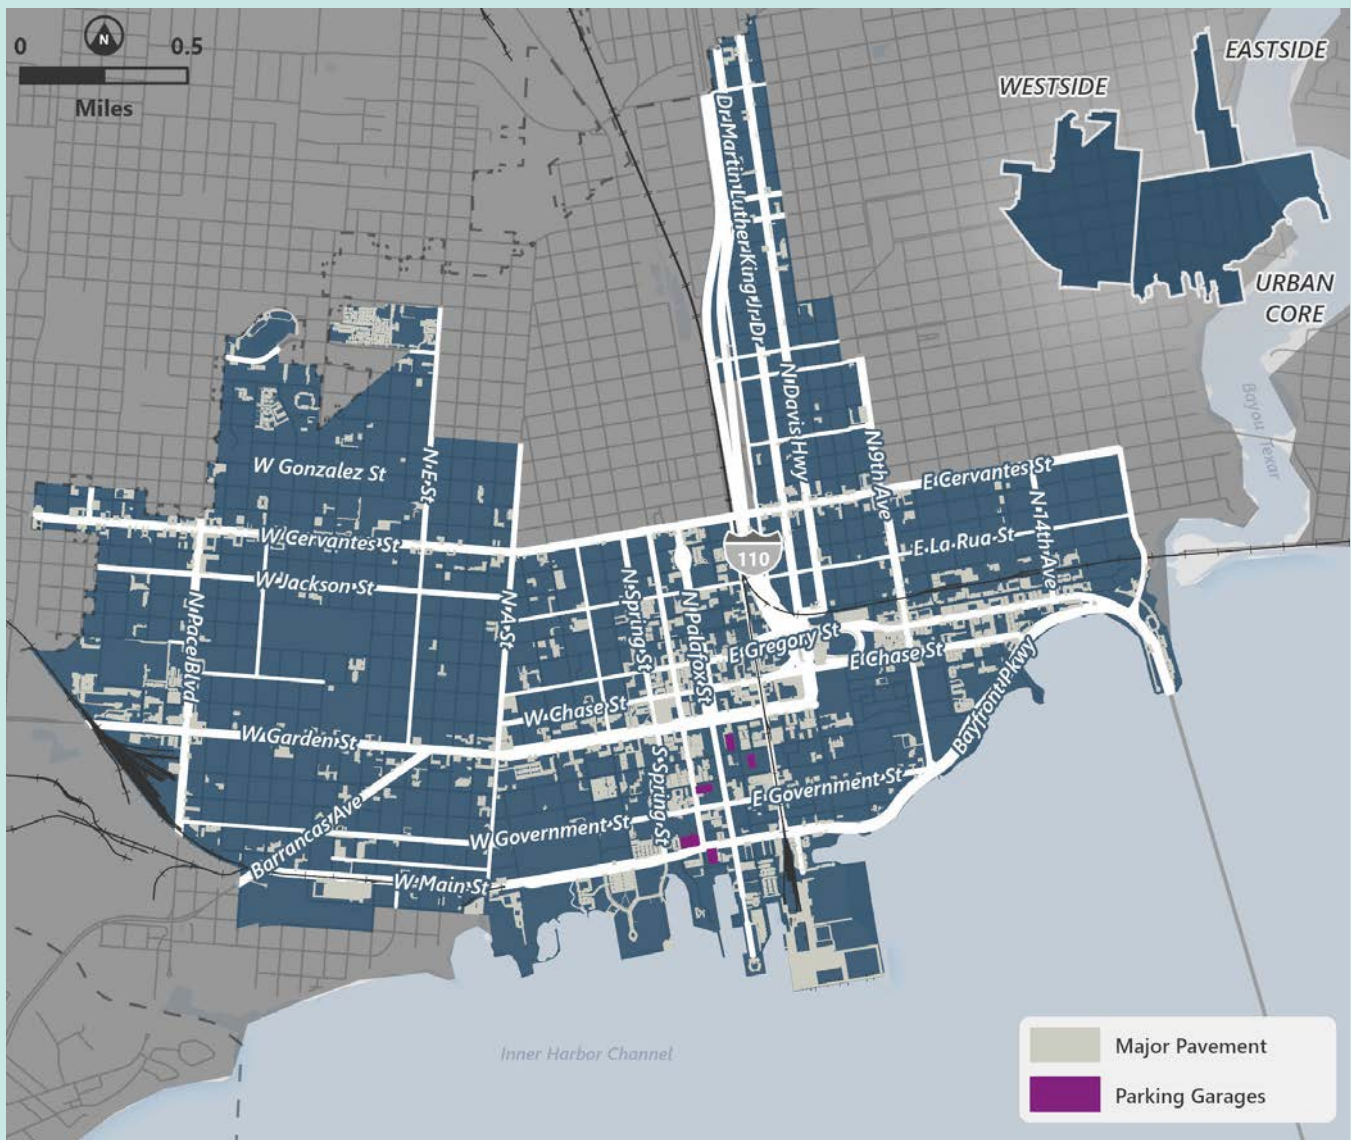 N
0 0.5
Miles
EASTSIDE
WESTSIDE
URBAN
CORE
Dr Martin Luther King Jr Dr
N Davis Hwy
N 9th Ave
E Cervantes St
N 14th Ave
E La Rua St
Bayou Texar
W Gonzalez St
N E St
W Cervantes St
W Jackson St
N A St
N Pace Blvd
N Spring St
N Palafox St
110
E Gregory St
E Chase St
Bayfront Pkwy
W Chase St
W Garden St
S Spring St
E Government St
W Government St
Barrancas Ave
W Main St
Inner Harbor Channel
Major Pavement
Parking Garages